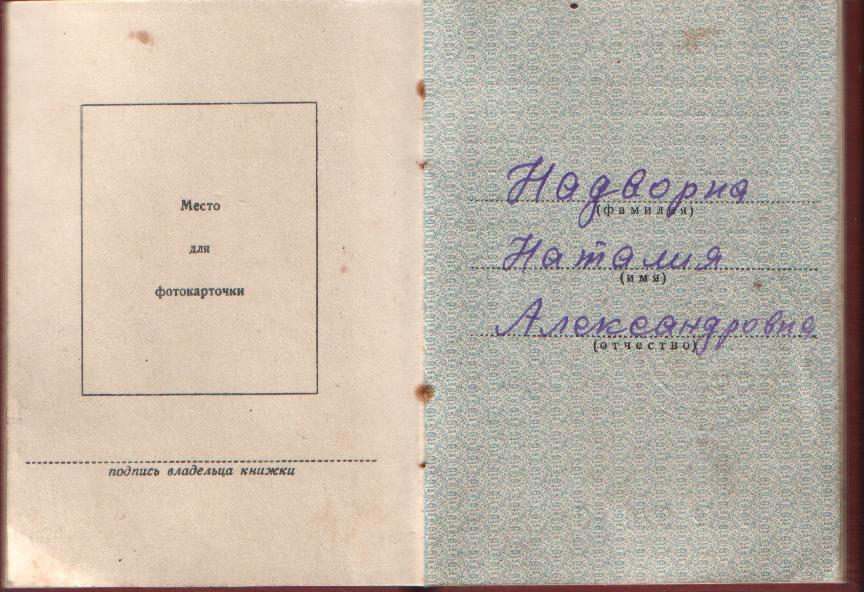 Место
для
фотокарточки
подпись владельца книжки
Надворна
(фамилия)
Наталия
(имя)
Александровна
(отчество)